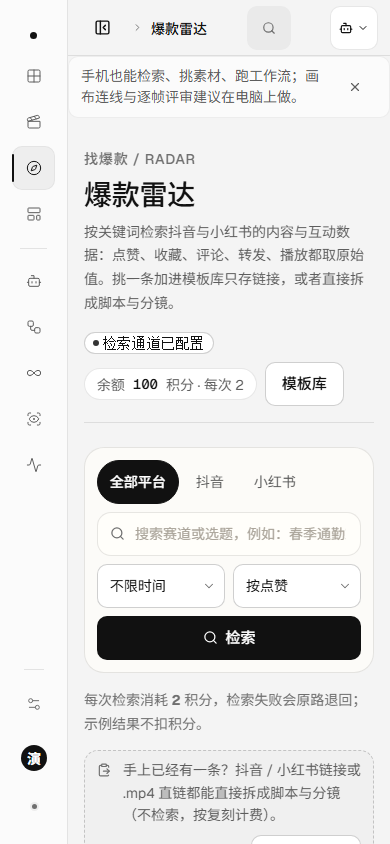 爆款雷达
手机也能检索、挑素材、跑工作流；画
布连线与逐帧评审建议在电脑上做。
找爆款 / RADAR
爆款雷达
按关键词检索抖音与小红书的内容与互动数
据：点赞、收藏、评论、转发、播放都取原始
值。挑一条加进模板库只存链接，或者直接拆
成脚本与分镜。
检索通道已配置
余额 100 积分 · 每次 2
模板库
全部平台
抖音
小红书
搜索赛道或选题，例如：春季通勤
不限时间
按点赞
检索
每次检索消耗 2 积分，检索失败会原路退回；
示例结果不扣积分。
手上已经有一条？抖音 / 小红书链接或
.mp4 直链都能直接拆成脚本与分镜
（不检索，按复刻计费）。
演